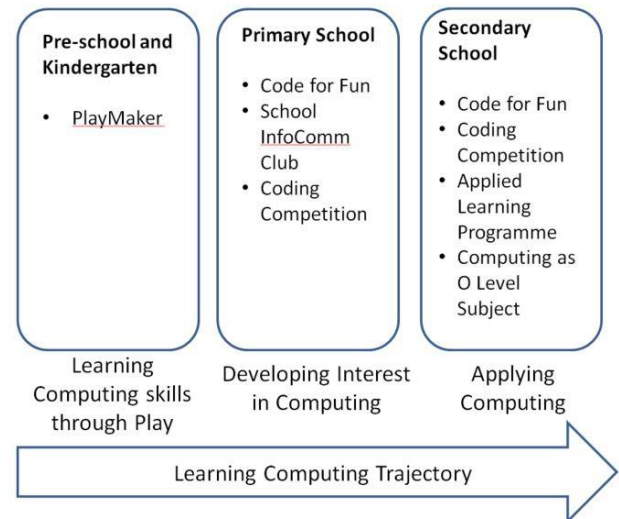 Pre-school and
Kindergarten
• PlayMaker
Learning
Computing skills
through Play
Primary School
• Code for Fun
• School
InfoComm
Club
• Coding
Competition
Developing Interest
in Computing
Secondary
School
• Code for Fun
• Coding
Competition
• Applied
Learning
Programme
• Computing as
O Level
Subject
Applying
Computing
Learning Computing Trajectory